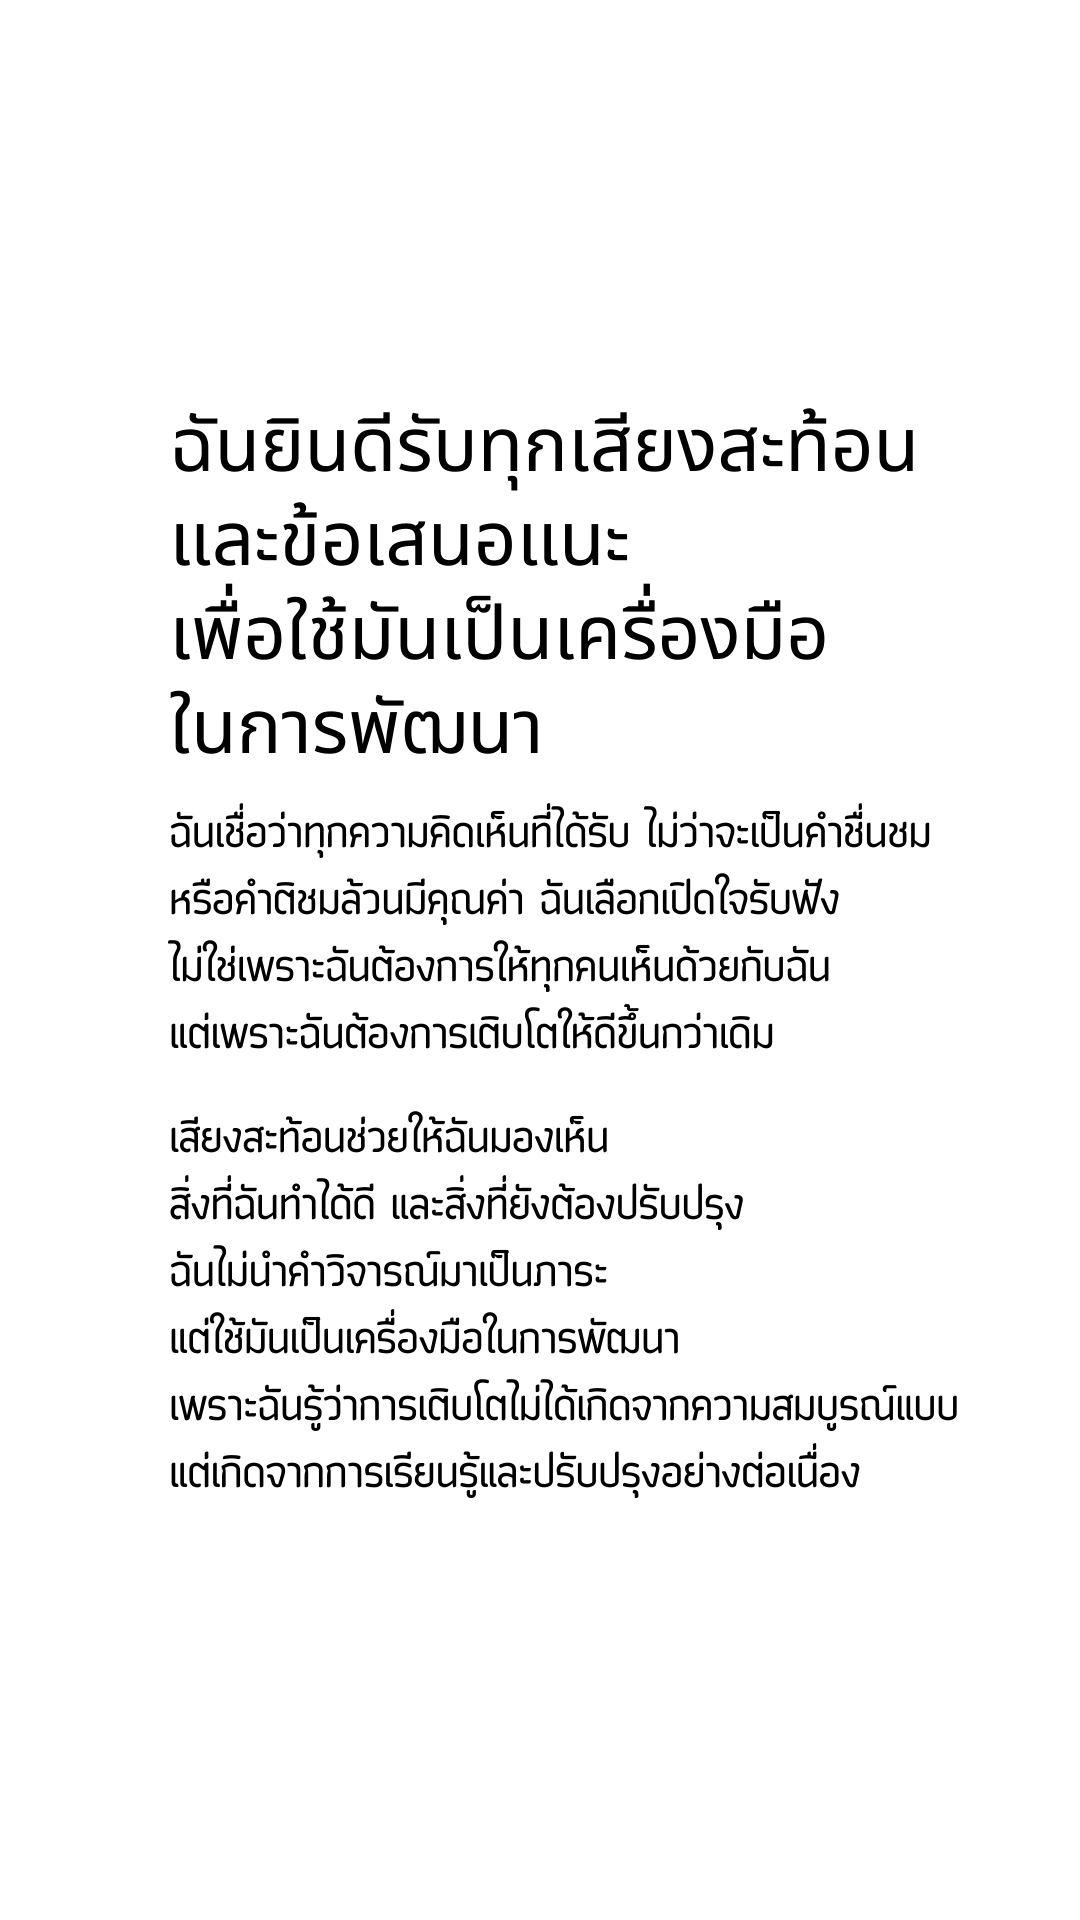 ฉันยินดีรับทุกเสียงสะท้อน
และข้อเสนอแนะ
เพื่อใช้มันเป็นเครื่องมือ
ในการพัฒนา
ฉันเชื่อว่าทุกความคิดเห็นที่ได้รับ ไม่ว่าจะเป็นคำชื่นชม
หรือคำติชมล้วนมีคุณค่า ฉันเลือกเปิดใจรับฟัง
ไม่ใช่เพราะฉันต้องการให้ทุกคนเห็นด้วยกับฉัน
แต่เพราะฉันต้องการเติบโตให้ดีขึ้นกว่าเดิม
เสียงสะท้อนช่วยให้ฉันมองเห็น
สิ่งที่ฉันทำได้ดี และสิ่งที่ยังต้องปรับปรุง
ฉันไม่นำคำวิจารณ์มาเป็นภาระ
แต่ใช้มันเป็นเครื่องมือในการพัฒนา
เพราะฉันรู้ว่าการเติบโตไม่ได้เกิดจากความสมบูรณ์แบบ
แต่เกิดจากการเรียนรู้และปรับปรุงอย่างต่อเนื่อง